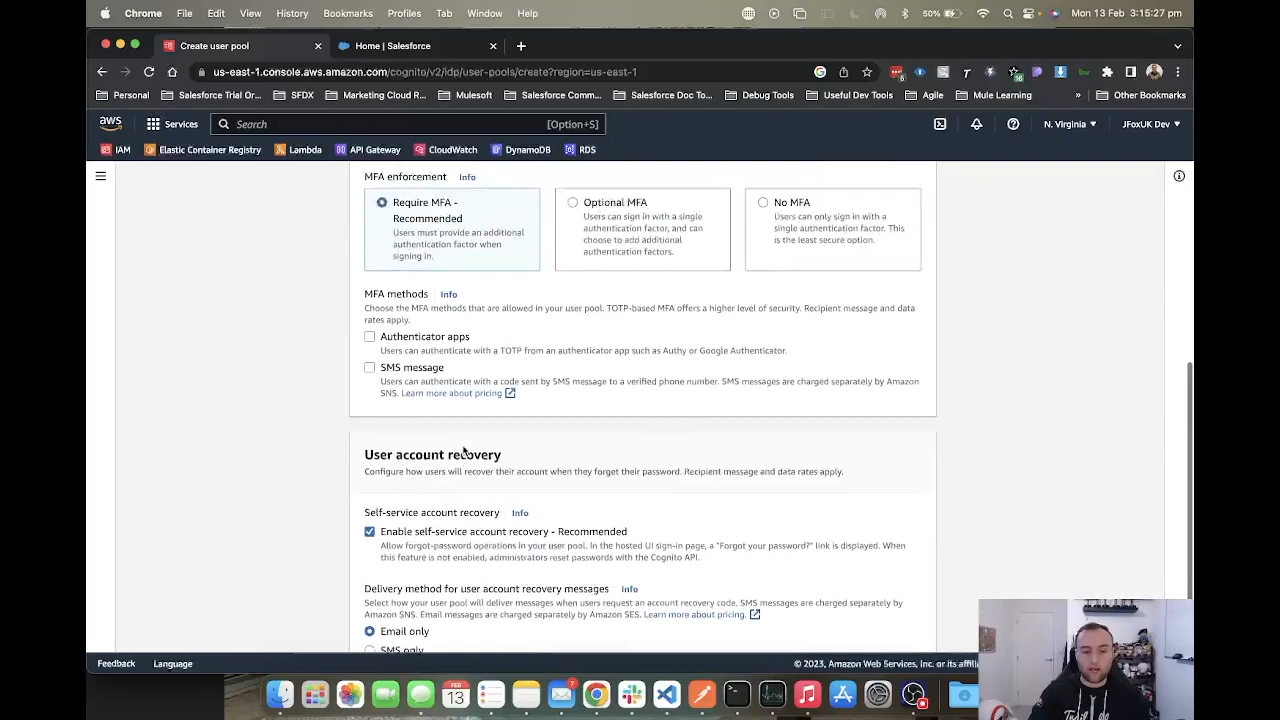 Chrome File Edit View History Bookmarks Profiles Tab Window Help 50% Mon 13 Feb 3:15:27 pm
Create user pool Home | Salesforce
us-east-1.console.aws.amazon.com/cognito/v2/idp/user-pools/create?region=us-east-1
Personal Salesforce Trial Or... SFDX Marketing Cloud R... Mulesoft Salesforce Comm... Salesforce Doc To... Debug Tools Useful Dev Tools Agile Mule Learning » Other Bookmarks
aws Services Search [Option+S] N. Virginia JFoxUK Dev
IAM Elastic Container Registry Lambda API Gateway CloudWatch DynamoDB RDS
MFA enforcement Info
Require MFA - Recommended
Users must provide an additional authentication factor when signing in.
Optional MFA
Users can sign in with a single authentication factor, and can choose to add additional authentication factors.
No MFA
Users can only sign in with a single authentication factor. This is the least secure option.
MFA methods Info
Choose the MFA methods that are allowed in your user pool. TOTP-based MFA offers a higher level of security. Recipient message and data
rates apply.
Authenticator apps
Users can authenticate with a TOTP from an authenticator app such as Authy or Google Authenticator.
SMS message
Users can authenticate with a code sent by SMS message to a verified phone number. SMS messages are charged separately by Amazon
SNS. Learn more about pricing
User account recovery
Configure how users will recover their account when they forget their password. Recipient message and data rates apply.
Self-service account recovery Info
Enable self-service account recovery - Recommended
Allow forgot-password operations in your user pool. In the hosted UI sign-in page, a "Forgot your password?" link is displayed. When
this feature is not enabled, administrators reset passwords with the Cognito API.
Delivery method for user account recovery messages Info
Select how your user pool will deliver messages when users request an account recovery code. SMS messages are charged separately by
Amazon SNS. Email messages are charged separately by Amazon SES. Learn more about pricing.
Email only
SMS only
Feedback Language © 2023, Amazon Web Services, Inc. or its affili
FEB
13
7